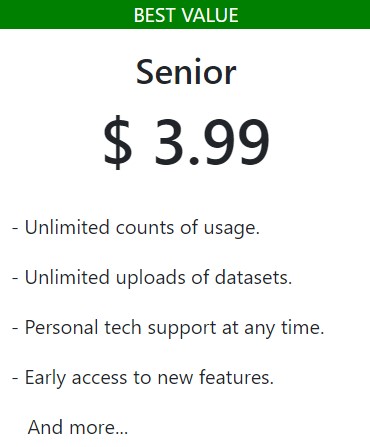 BEST VALUE
Senior
$ 3.99
- Unlimited counts of usage.
- Unlimited uploads of datasets.
- Personal tech support at any time.
- Early access to new features.
And more...